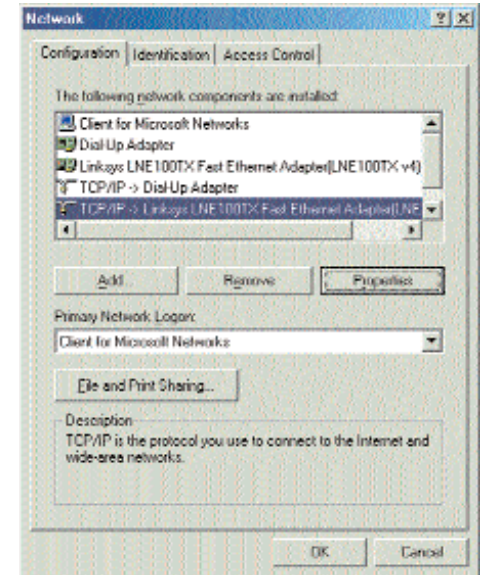 Network
Configuration Identification Access Control
The following network components are installed:
Client for Microsoft Networks
Dial-Up Adapter
Linksys LNE100TX Fast Ethernet Adapter(LNE100TX v4)
TCP/IP -> Dial-Up Adapter
TCP/IP -> Linksys LNE100TX Fast Ethernet Adapter(LNE
Add... Remove Properties
Primary Network Logon:
Client for Microsoft Networks
File and Print Sharing...
Description
TCP/IP is the protocol you use to connect to the Internet and
wide-area networks.
OK Cancel